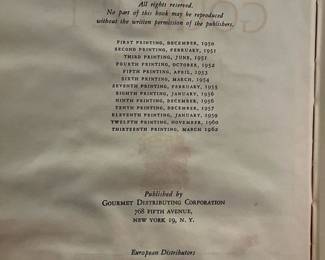 All rights reserved.
No part of this book may be reproduced
without the written permission of the publishers.
FIRST PRINTING, DECEMBER, 1950
SECOND PRINTING, FEBRUARY, 1951
THIRD PRINTING, JUNE, 1951
FOURTH PRINTING, OCTOBER, 1952
FIFTH PRINTING, APRIL, 1953
SIXTH PRINTING, MARCH, 1954
SEVENTH PRINTING, FEBRUARY, 1955
EIGHTH PRINTING, JANUARY, 1956
NINTH PRINTING, DECEMBER, 1956
TENTH PRINTING, DECEMBER, 1957
ELEVENTH PRINTING, JANUARY, 1959
TWELFTH PRINTING, NOVEMBER, 1960
THIRTEENTH PRINTING, MARCH 1962
Published by
GOURMET DISTRIBUTING CORPORATION
768 FIFTH AVENUE,
NEW YORK 19, N. Y.
European Distributors